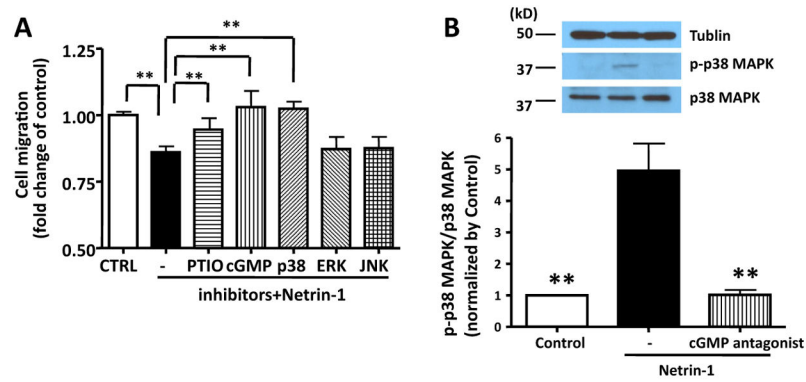 A
Cell migration
(fold change of control)
1.25
1.00
0.75
0.50
**
**
**
**
CTRL - PTIO cGMP p38 ERK JNK
inhibitors+Netrin-1
B
(kD)
50 Tublin
37 p-p38 MAPK
37 p38 MAPK
p-p38 MAPK/p38 MAPK
(normalized by Control)
6
5
4
3
2
1
0
** **
Control - cGMP antagonist
Netrin-1